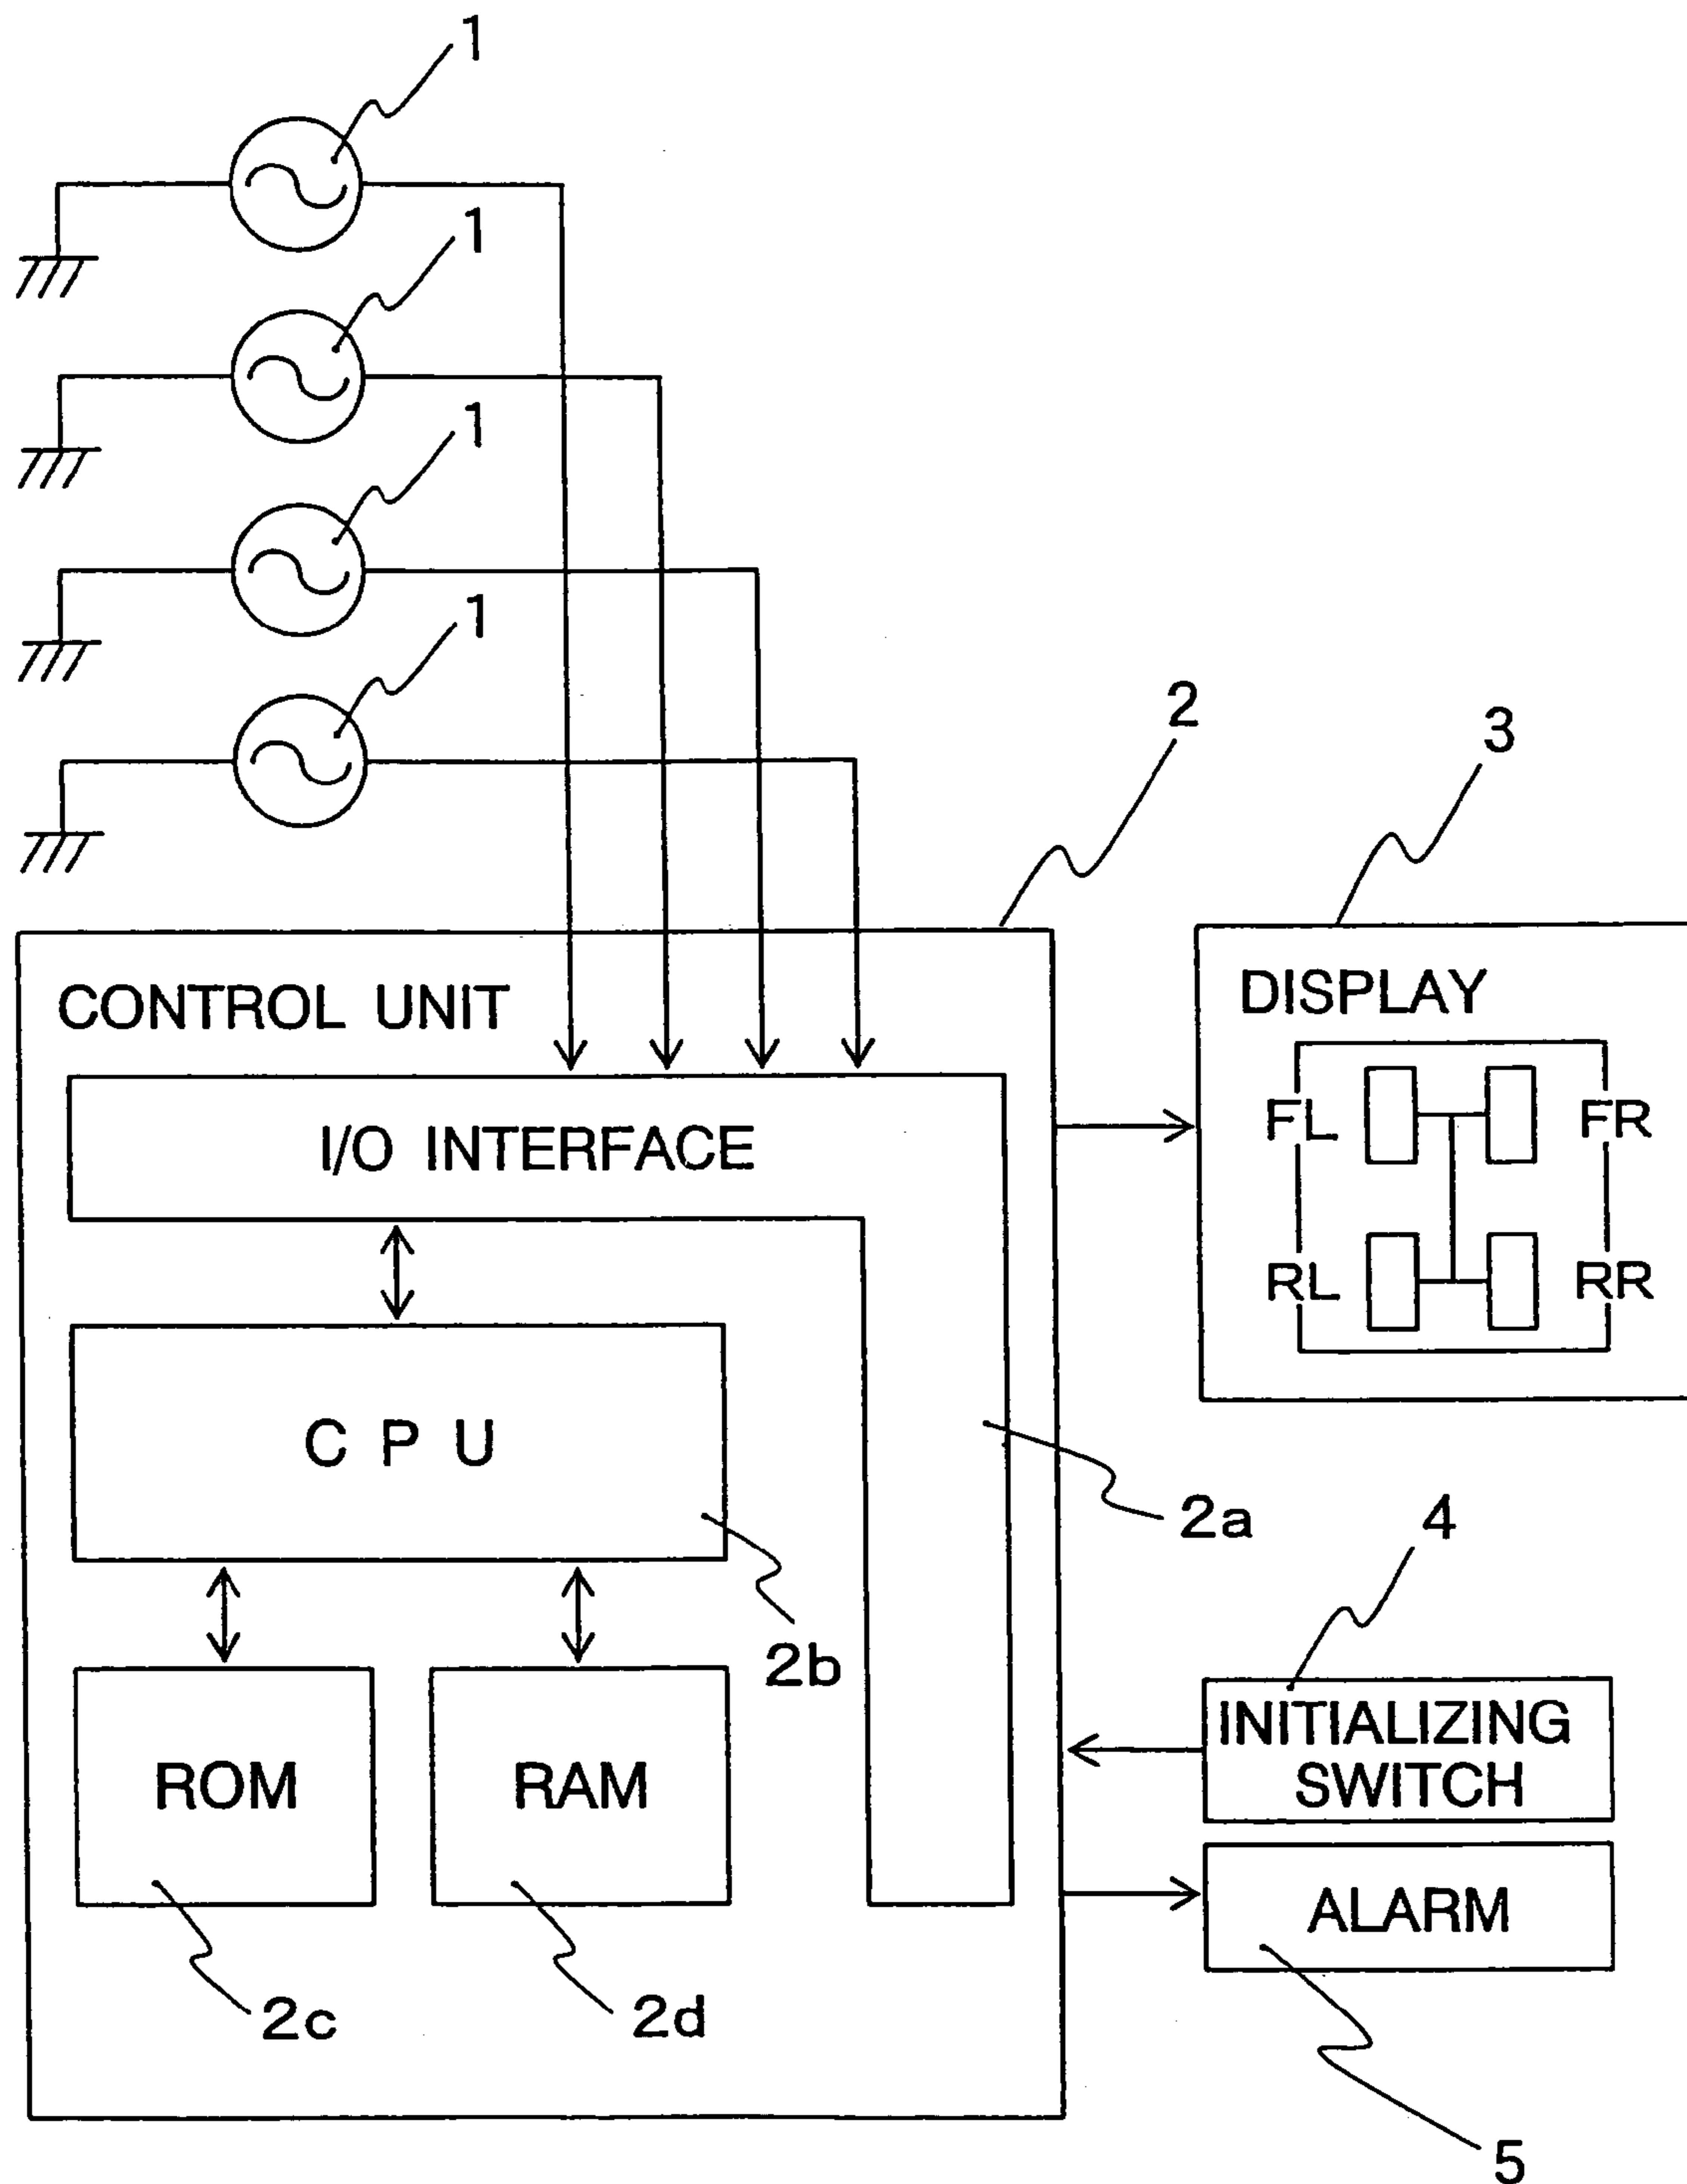 1
1
1
1
2
3
CONTROL UNIT
DISPLAY
I/O INTERFACE
FL
FR
RL
RR
C P U
2a
4
2b
INITIALIZING
SWITCH
ROM
RAM
ALARM
2c
2d
5